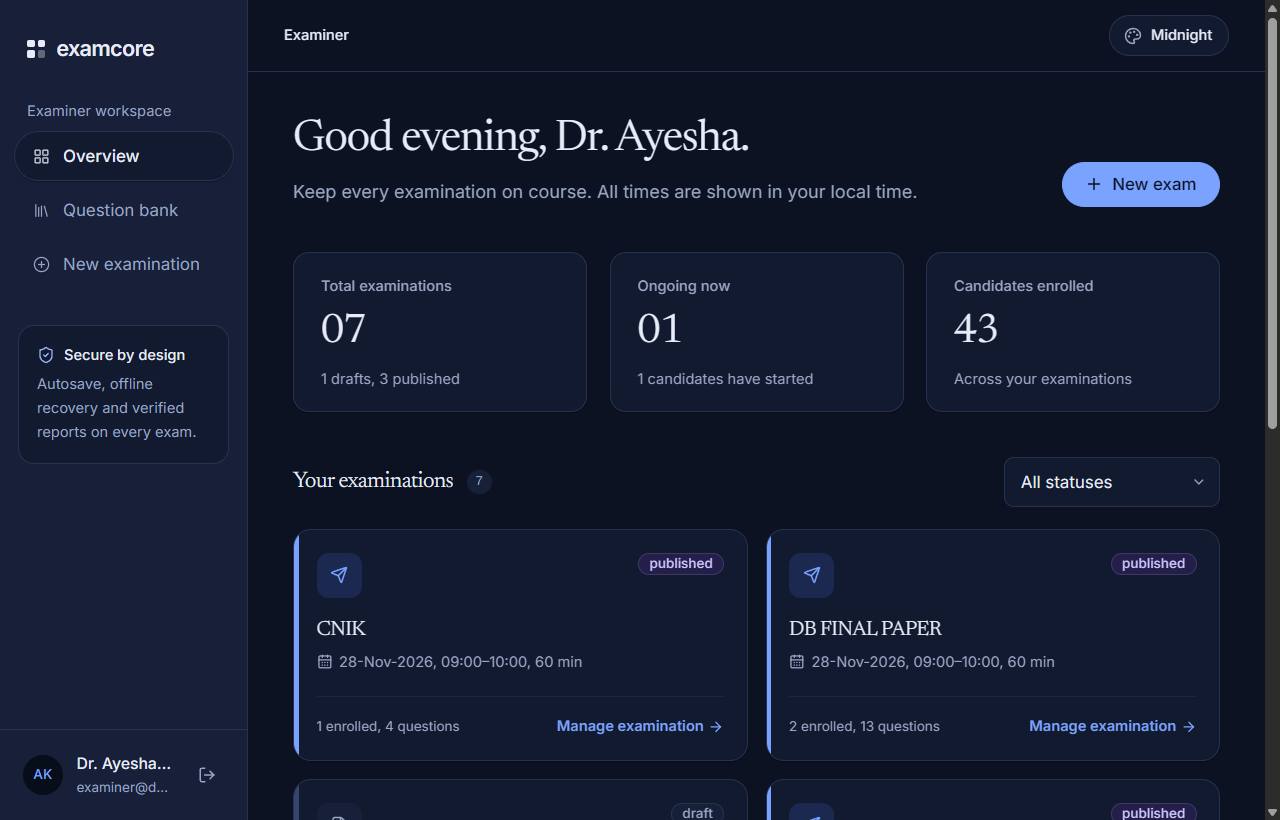 examcore
Examiner workspace
Overview
Question bank
New examination
Secure by design
Autosave, offline
recovery and verified
reports on every exam.
AK
Dr. Ayesha...
examiner@d...
Examiner
Midnight
Good evening, Dr. Ayesha.
Keep every examination on course. All times are shown in your local time.
New exam
Total examinations
07
1 drafts, 3 published
Ongoing now
01
1 candidates have started
Candidates enrolled
43
Across your examinations
Your examinations 7
All statuses
published
CNIK
28-Nov-2026, 09:00–10:00, 60 min
1 enrolled, 4 questions
Manage examination
published
DB FINAL PAPER
28-Nov-2026, 09:00–10:00, 60 min
2 enrolled, 13 questions
Manage examination
draft
published